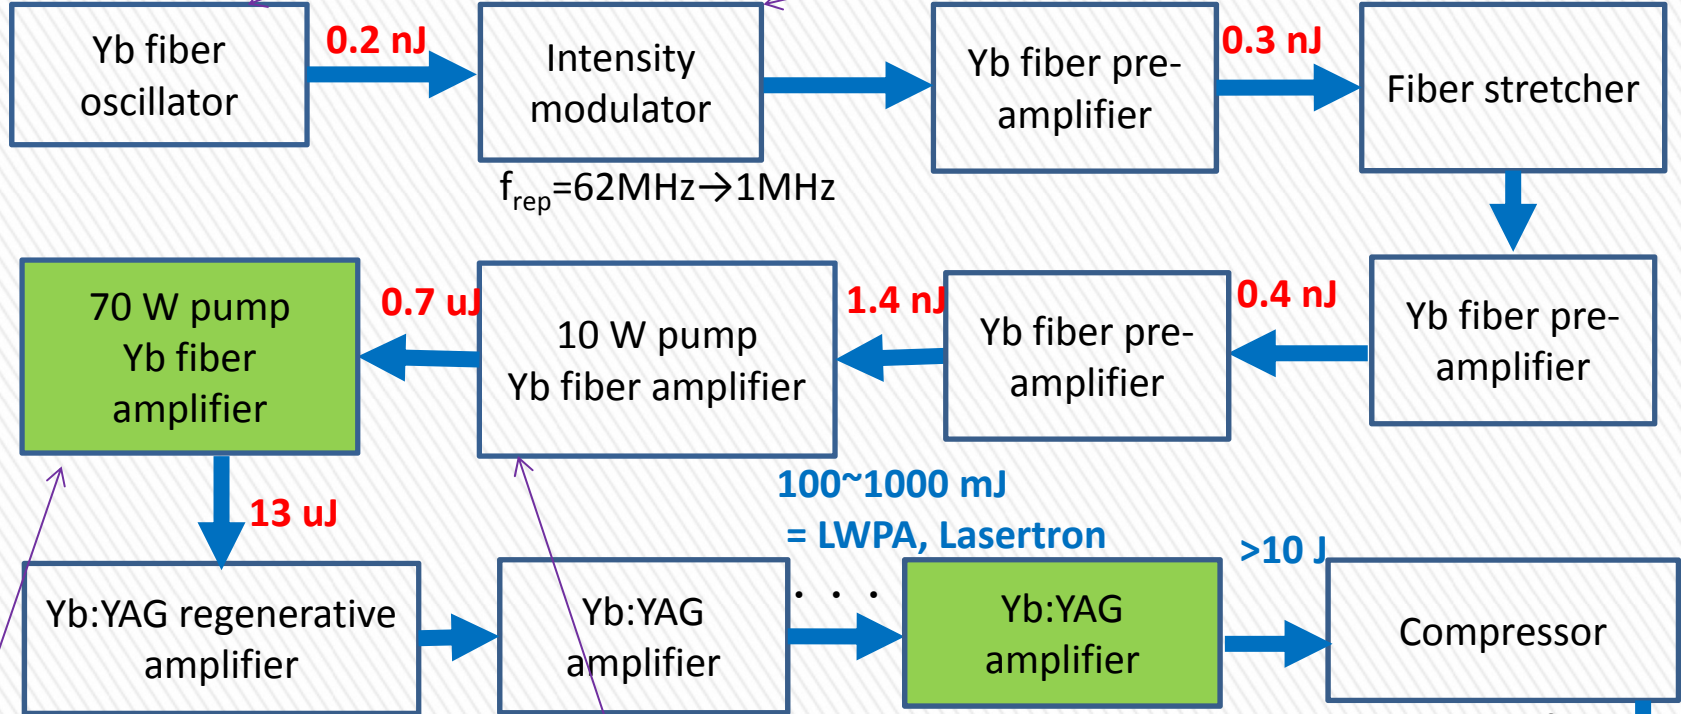 Yb fiber
oscillator
0.2 nJ
Intensity
modulator
f_rep=62MHz→1MHz
Yb fiber pre-
amplifier
0.3 nJ
Fiber stretcher
70 W pump
Yb fiber
amplifier
0.7 uJ
10 W pump
Yb fiber amplifier
1.4 nJ
Yb fiber pre-
amplifier
0.4 nJ
Yb fiber pre-
amplifier
13 uJ
100~1000 mJ
= LWPA, Lasertron
>10 J
Yb:YAG regenerative
amplifier
Yb:YAG
amplifier
. . .
Yb:YAG
amplifier
Compressor